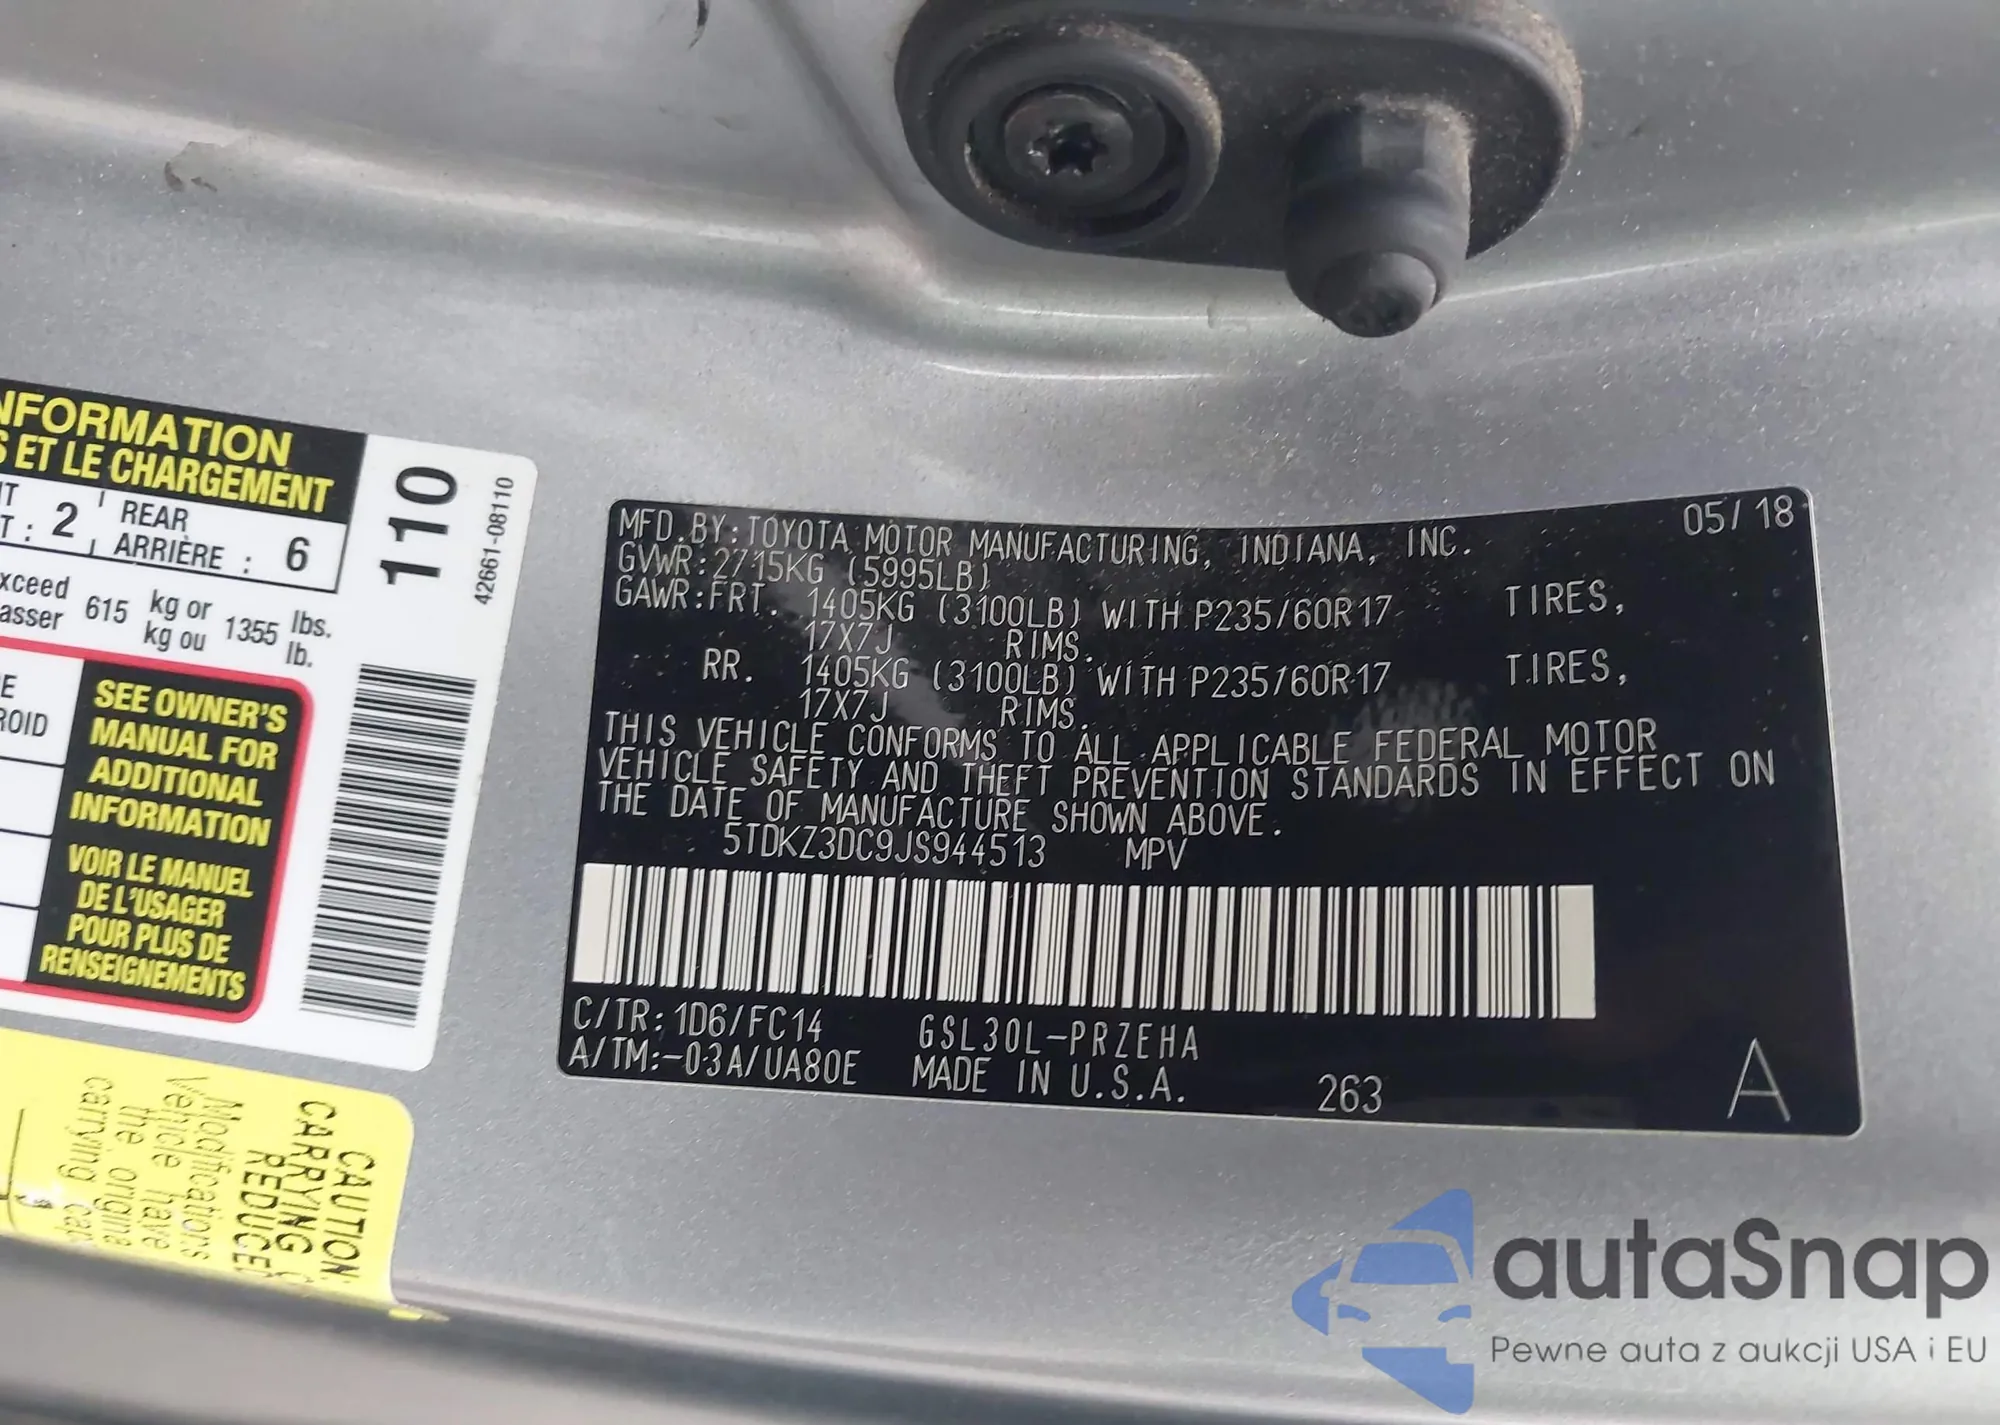 NFORMATION
S ET LE CHARGEMENT
T : 2 REAR ARRIÈRE : 6
xceed
asser 615 kg or kg ou 1355 lbs. lb.
ROID
SEE OWNER'S
MANUAL FOR
ADDITIONAL
INFORMATION
VOIR LE MANUEL
DE L'USAGER
POUR PLUS DE
RENSEIGNEMENTS
110
42661-08110
CAUTION:
CARRYING C
REDUCED
Modifications
Vehicle have
the origina
carrying cap
MFD.BY:TOYOTA MOTOR MANUFACTURING, INDIANA, INC. 05/18
GVWR:2715KG (5995LB)
GAWR:FRT. 1405KG (3100LB) WITH P235/60R17 TIRES,
17X7J RIMS.
RR. 1405KG (3100LB) WITH P235/60R17 TIRES,
17X7J RIMS.
THIS VEHICLE CONFORMS TO ALL APPLICABLE FEDERAL MOTOR
VEHICLE SAFETY AND THEFT PREVENTION STANDARDS IN EFFECT ON
THE DATE OF MANUFACTURE SHOWN ABOVE.
5TDKZ3DC9JS944513 MPV
C/TR:1D6/FC14 GSL30L-PRZEHA
A/TM:-03A/UA80E MADE IN U.S.A. 263 A
autaSnap
Pewne auta z aukcji USA i EU